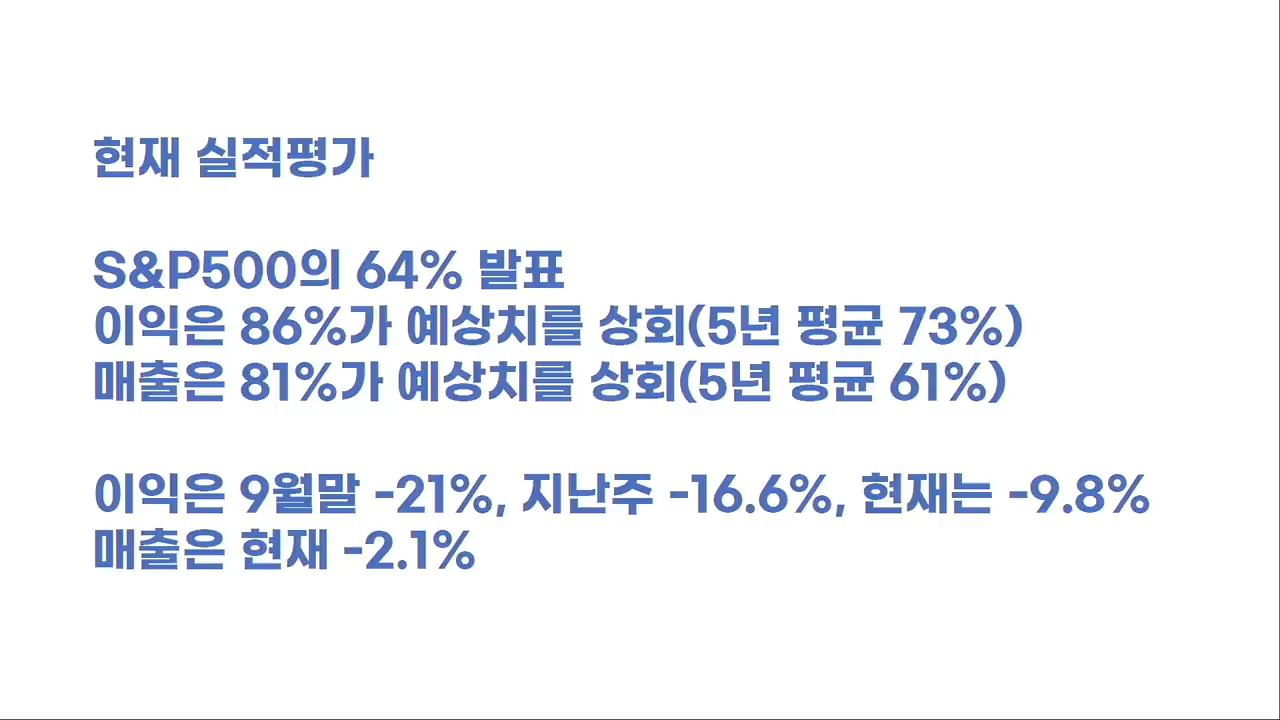 현재 실적평가
S&P500의 64% 발표
이익은 86%가 예상치를 상회(5년 평균 73%)
매출은 81%가 예상치를 상회(5년 평균 61%)
이익은 9월말 -21%, 지난주 -16.6%, 현재는 -9.8%
매출은 현재 -2.1%